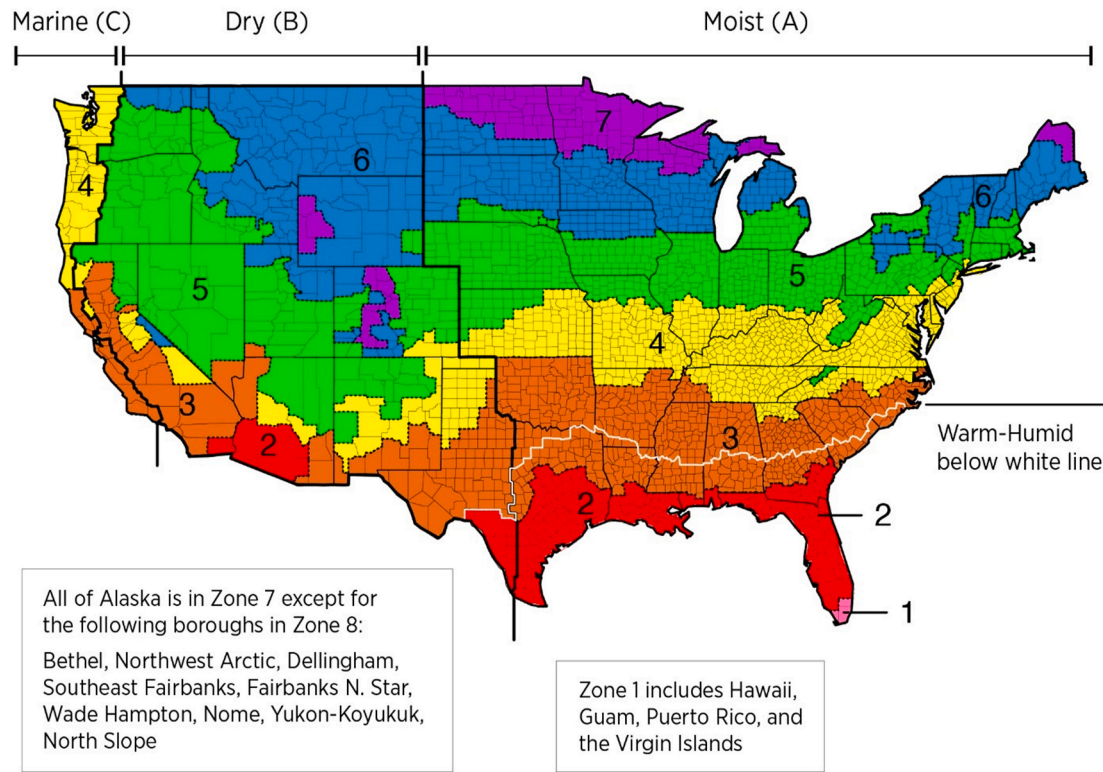 Marine (C)
Dry (B)
Moist (A)
7
6
6
4
5
5
4
3
3
2
Warm-Humid
below white line
2
2
1
All of Alaska is in Zone 7 except for
the following boroughs in Zone 8:
Bethel, Northwest Arctic, Dellingham,
Southeast Fairbanks, Fairbanks N. Star,
Wade Hampton, Nome, Yukon-Koyukuk,
North Slope
Zone 1 includes Hawaii,
Guam, Puerto Rico, and
the Virgin Islands